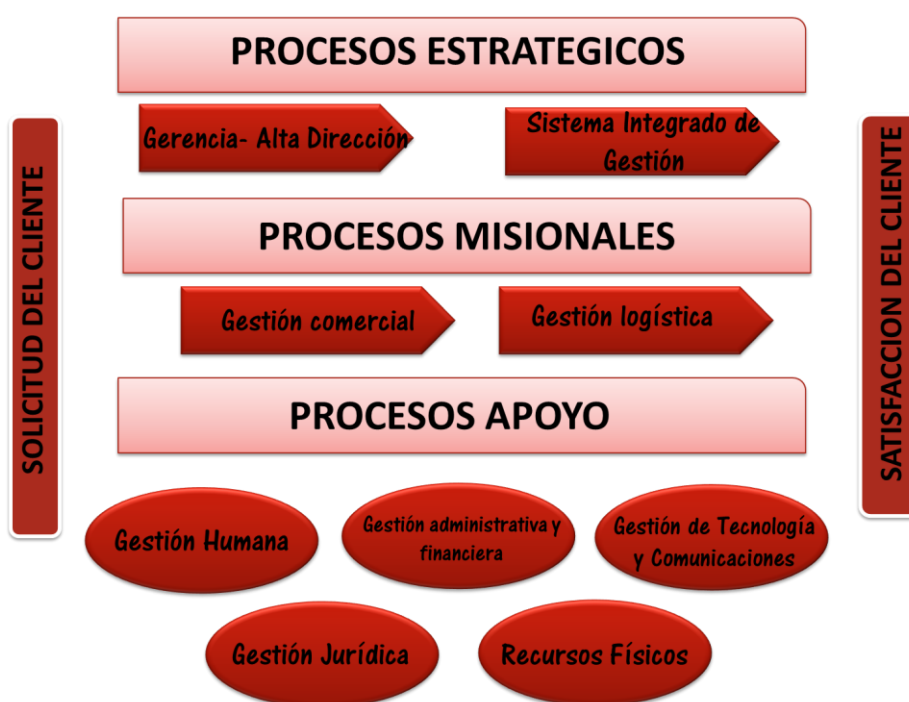 PROCESOS ESTRATEGICOS
Gerencia- Alta Dirección
Sistema Integrado de
Gestión
SOLICITUD DEL CLIENTE
PROCESOS MISIONALES
Gestión comercial
Gestión logística
SATISFACCION DEL CLIENTE
PROCESOS APOYO
Gestión Humana
Gestión administrativa y
financiera
Gestión de Tecnología
y Comunicaciones
Gestión Jurídica
Recursos Físicos